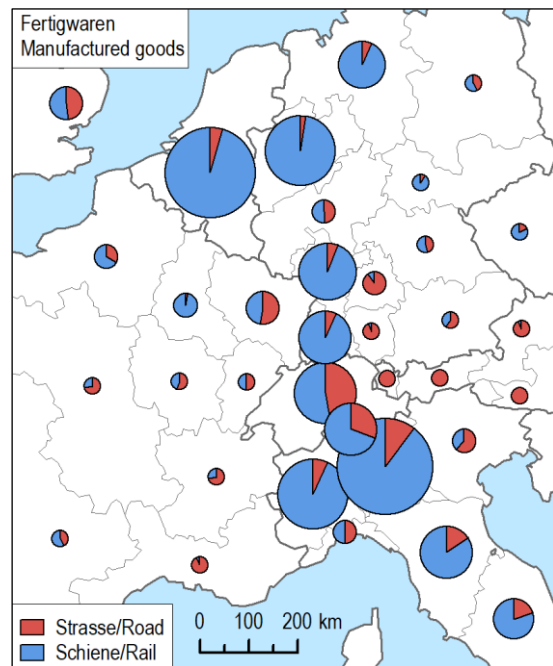 Fertigwaren
Manufactured goods
Strasse/Road
Schiene/Rail
0 100 200 km